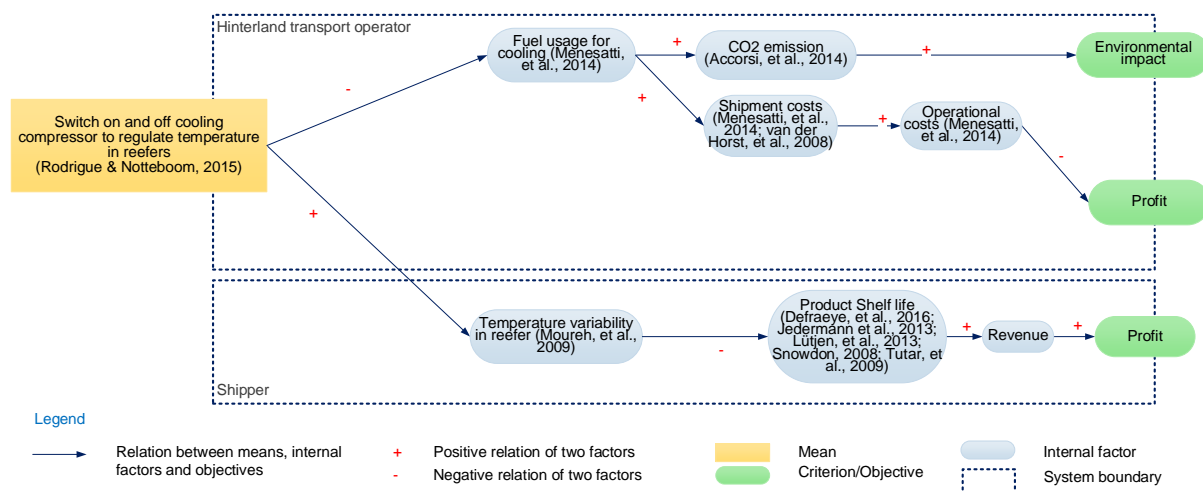 Hinterland transport operator
Switch on and off cooling
compressor to regulate temperature
in reefers
(Rodrigue & Notteboom, 2015)
-
+
Fuel usage for
cooling (Menesatti,
et al., 2014)
+
+
CO2 emission
(Accorsi, et al., 2014)
+
Environmental
impact
Shipment costs
(Menesatti, et al.,
2014; van der
Horst, et al., 2008)
+
Operational
costs (Menesatti,
et al., 2014)
-
Profit
Temperature variability
in reefer (Moureh, et al.,
2009)
-
Product Shelf life
(Defraeye, et al., 2016;
Jedermann et al., 2013;
Lütjen, et al., 2013;
Snowdon, 2008; Tutar, et
al., 2009)
+
Revenue
+
Profit
Shipper
Legend
Relation between means, internal
factors and objectives
+ Positive relation of two factors
- Negative relation of two factors
Mean
Criterion/Objective
Internal factor
System boundary